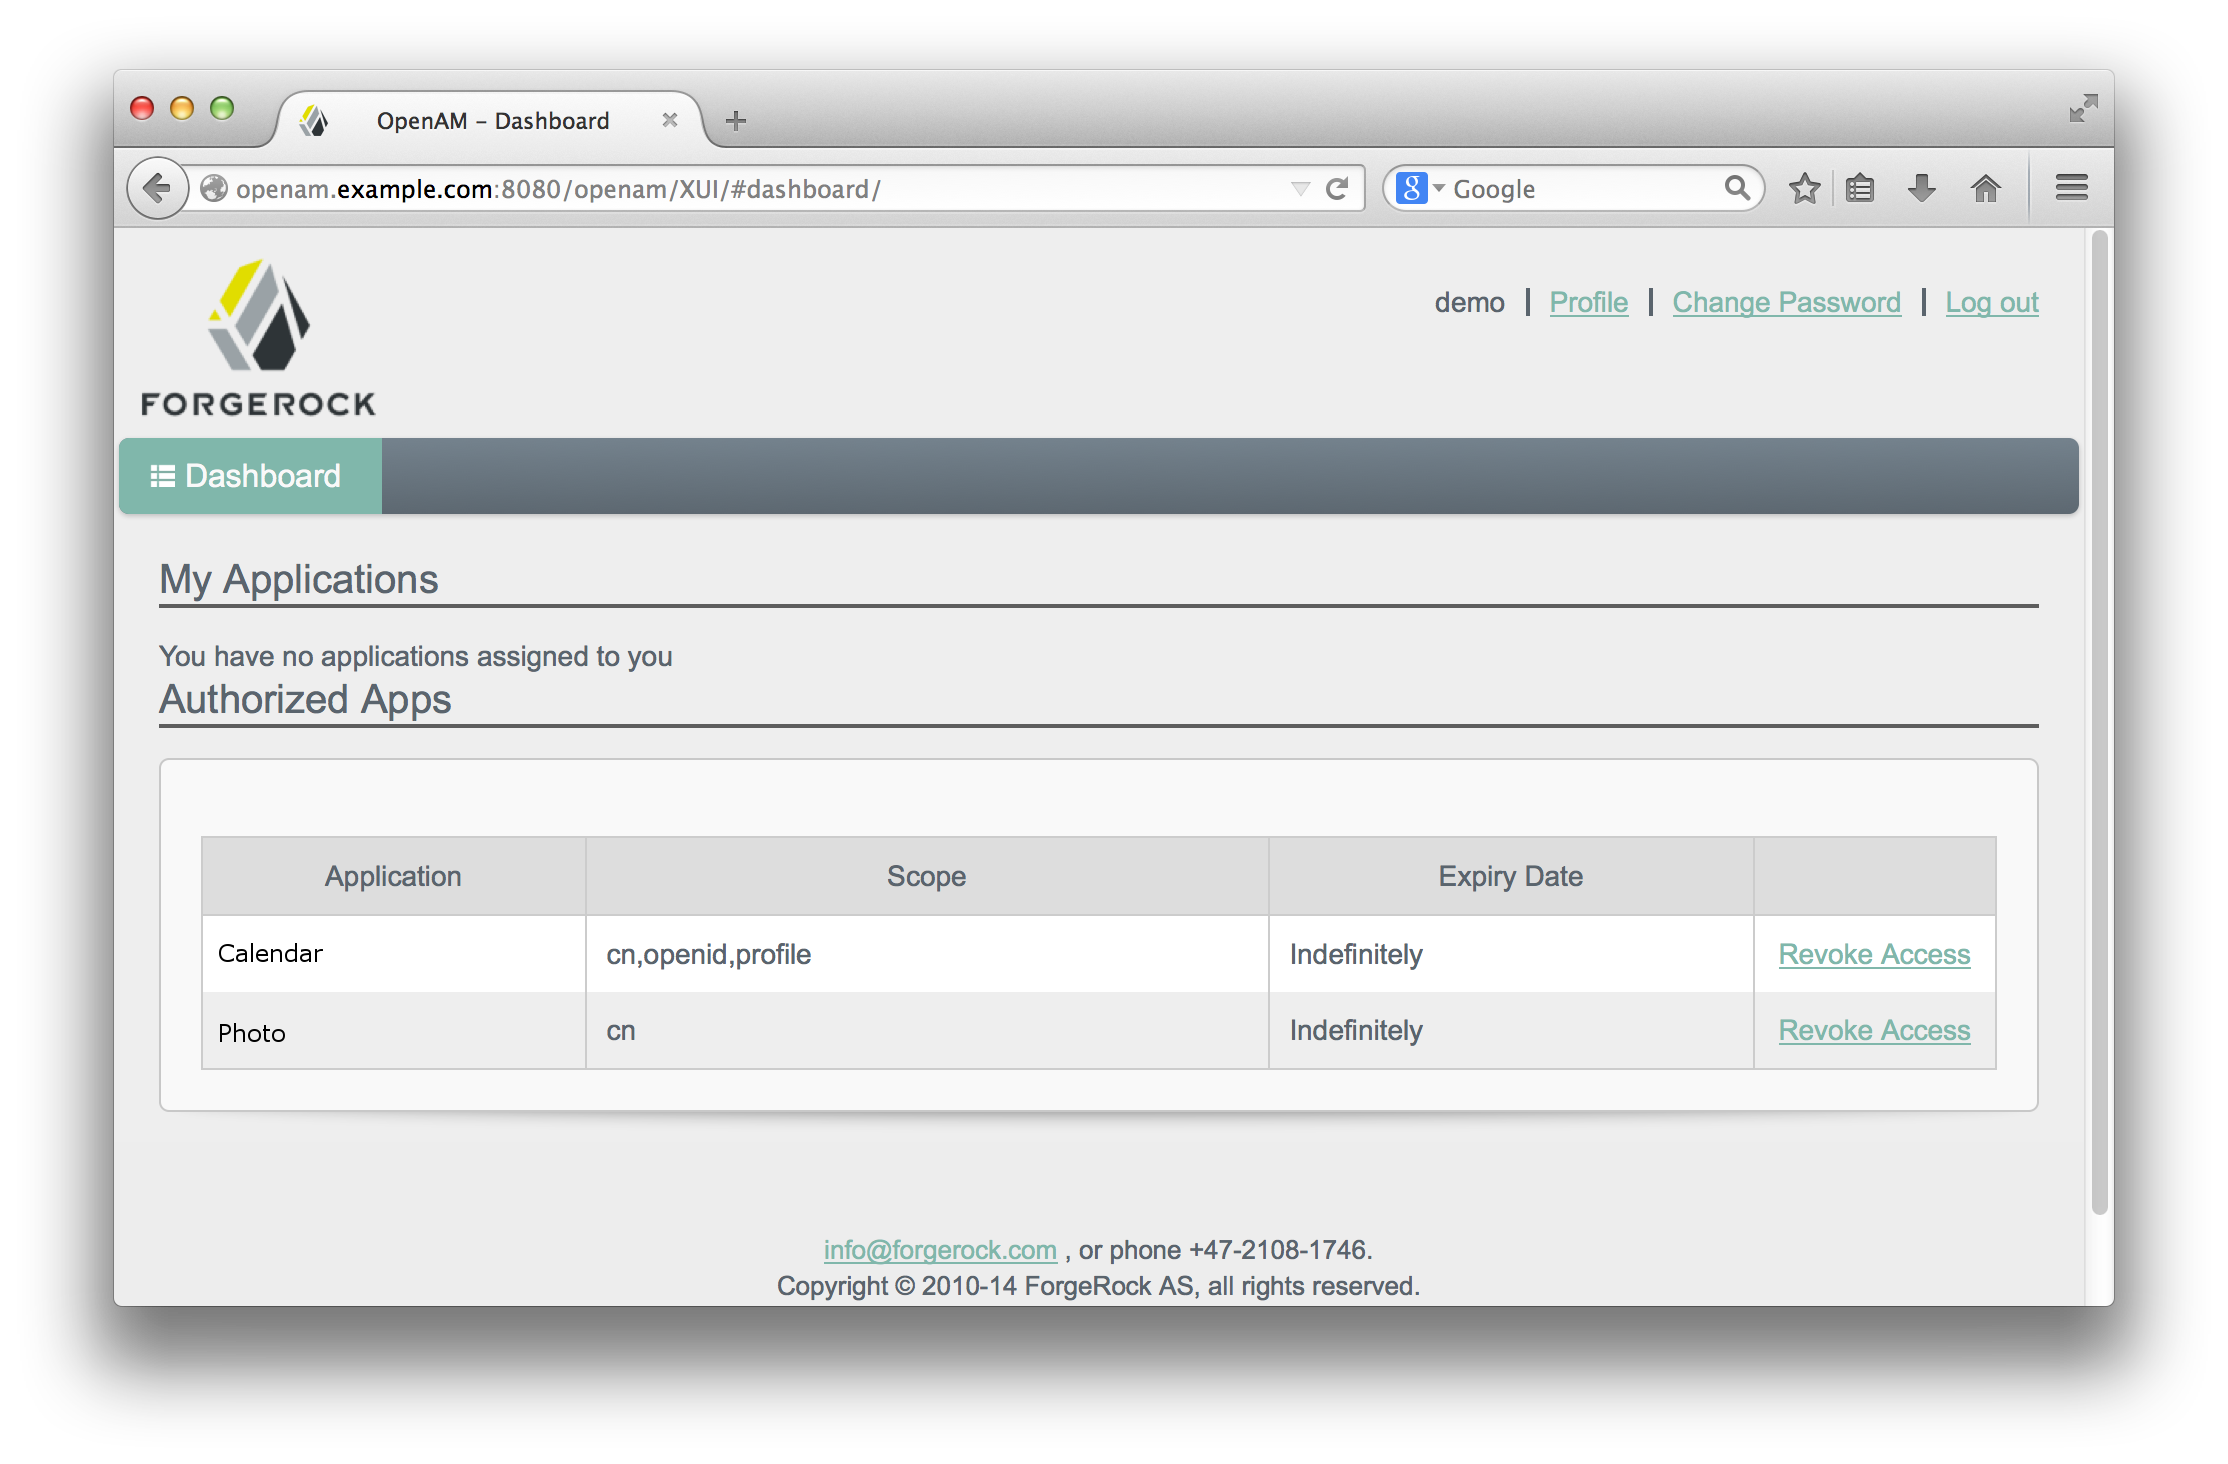 OpenAM – Dashboard
openam.example.com:8080/openam/XUI/#dashboard/
g Google
demo | Profile | Change Password | Log out
FORGEROCK
Dashboard
My Applications
You have no applications assigned to you
Authorized Apps
Application Scope Expiry Date
Calendar cn,openid,profile Indefinitely Revoke Access
Photo cn Indefinitely Revoke Access
info@forgerock.com , or phone +47-2108-1746.
Copyright © 2010-14 ForgeRock AS, all rights reserved.